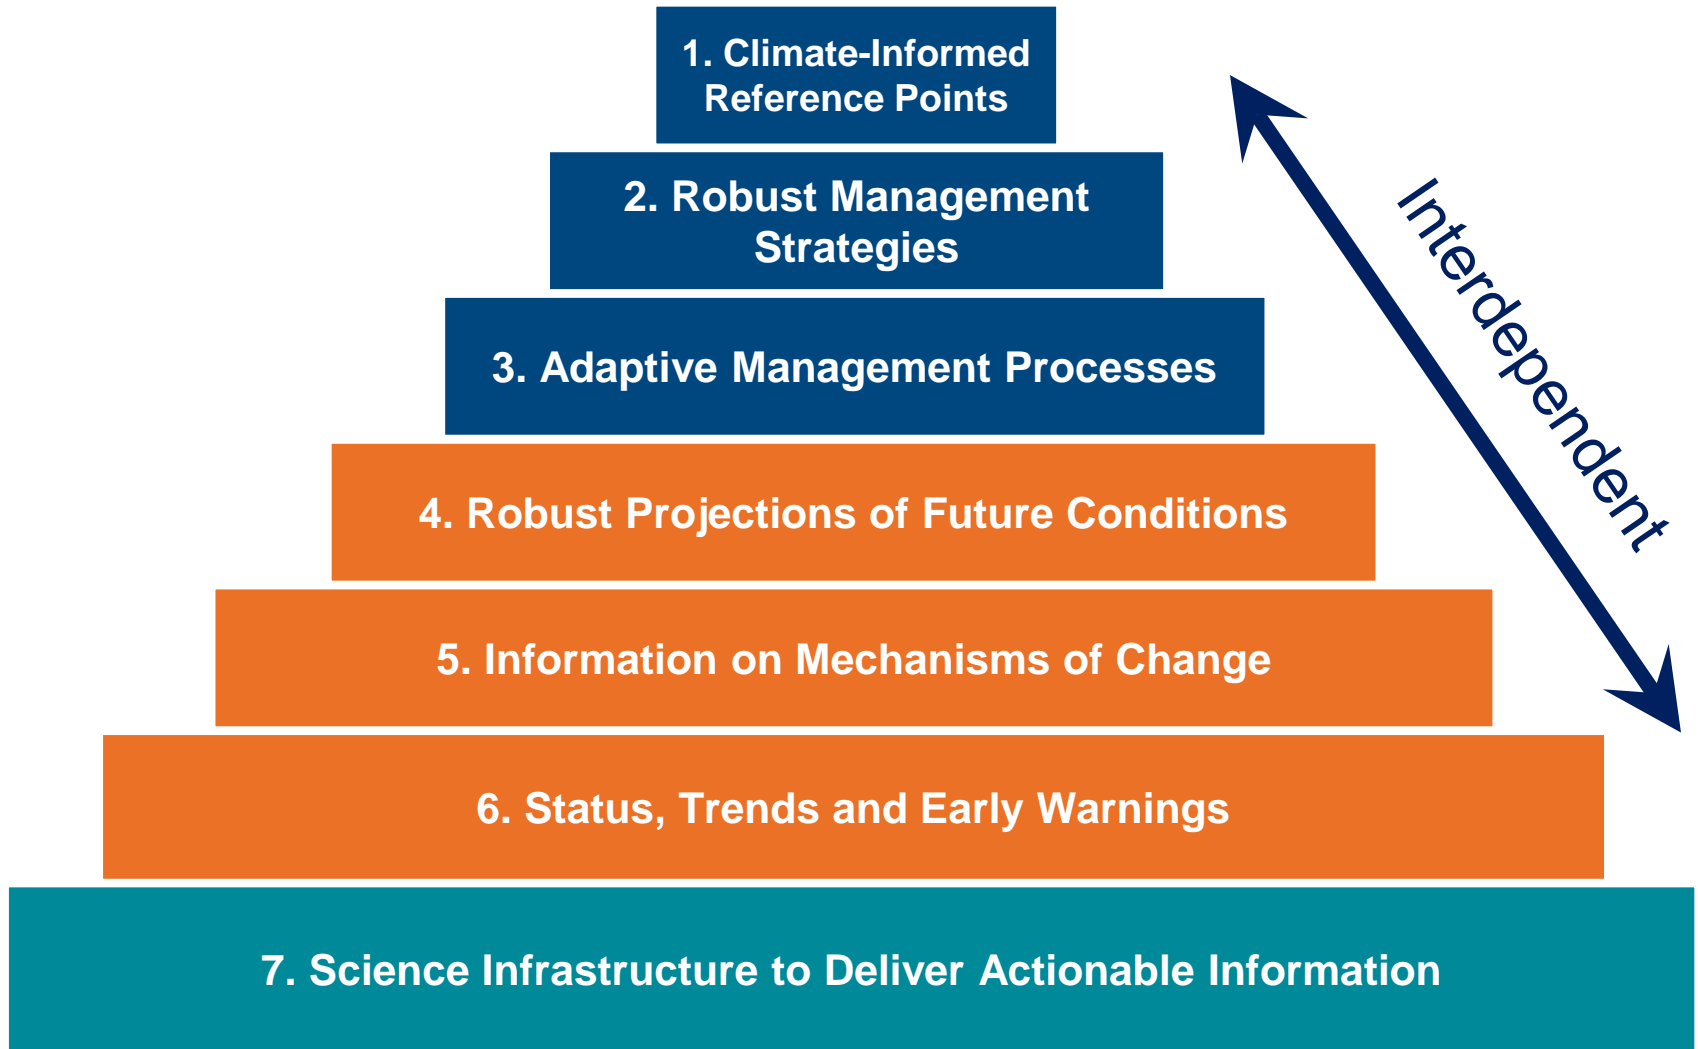 1. Climate-Informed
Reference Points
2. Robust Management
Strategies
3. Adaptive Management Processes
4. Robust Projections of Future Conditions
5. Information on Mechanisms of Change
6. Status, Trends and Early Warnings
7. Science Infrastructure to Deliver Actionable Information
Interdependent